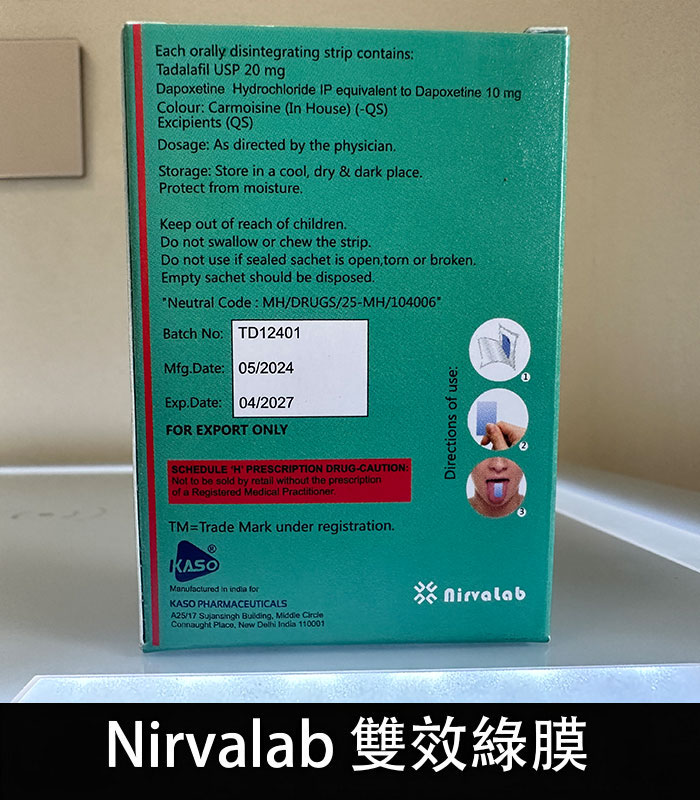 Each orally disintegrating strip contains:
Tadalafil USP 20 mg
Dapoxetine Hydrochloride IP equivalent to Dapoxetine 10 mg
Colour: Carmoisine (In House) (-QS)
Excipients (QS)
Dosage: As directed by the physician.
Storage: Store in a cool, dry & dark place.
Protect from moisture.
Keep out of reach of children.
Do not swallow or chew the strip.
Do not use if sealed sachet is open,torn or broken.
Empty sachet should be disposed.
"Neutral Code : MH/DRUGS/25-MH/104006"
Batch No: TD12401
Mfg.Date: 05/2024
Exp.Date: 04/2027
FOR EXPORT ONLY
Directions of use:
1
2
3
SCHEDULE 'H' PRESCRIPTION DRUG-CAUTION:
Not to be sold by retail without the prescription
of a Registered Medical Practitioner.
TM=Trade Mark under registration.
KASO®
Manufactured in India for
KASO PHARMACEUTICALS
A25/17 Sujansingh Building, Middle Circle
Connaught Place, New Delhi India 110001
Nirvalab
Nirvalab 雙效綠膜